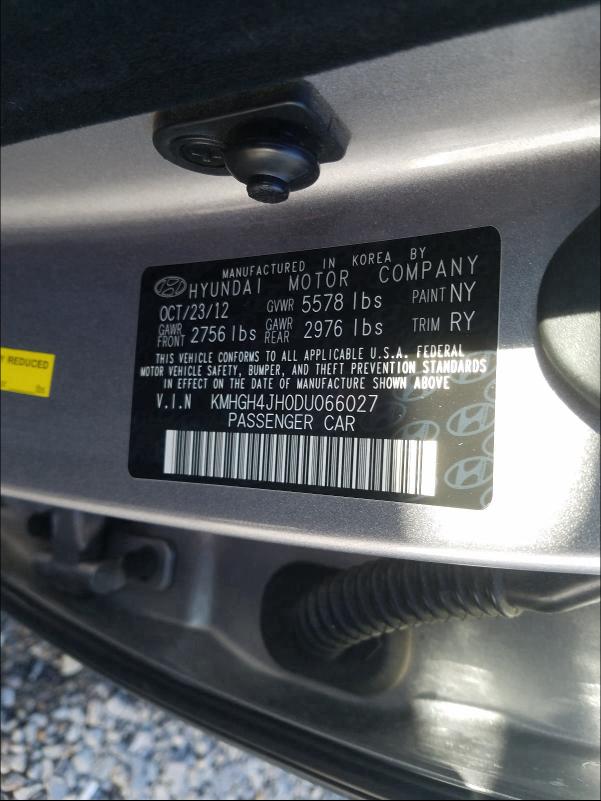 MANUFACTURED IN KOREA BY
HYUNDAI MOTOR COMPANY
OCT/23/12 GVWR 5578 lbs PAINT NY
GAWR FRONT 2756 lbs GAWR REAR 2976 lbs TRIM RY
THIS VEHICLE CONFORMS TO ALL APPLICABLE U.S.A. FEDERAL
MOTOR VEHICLE SAFETY, BUMPER, AND THEFT PREVENTION STANDARDS
IN EFFECT ON THE DATE OF MANUFACTURE SHOWN ABOVE
V.I.N KMHGH4JH0DU066027
PASSENGER CAR
Y REDUCED
lbs